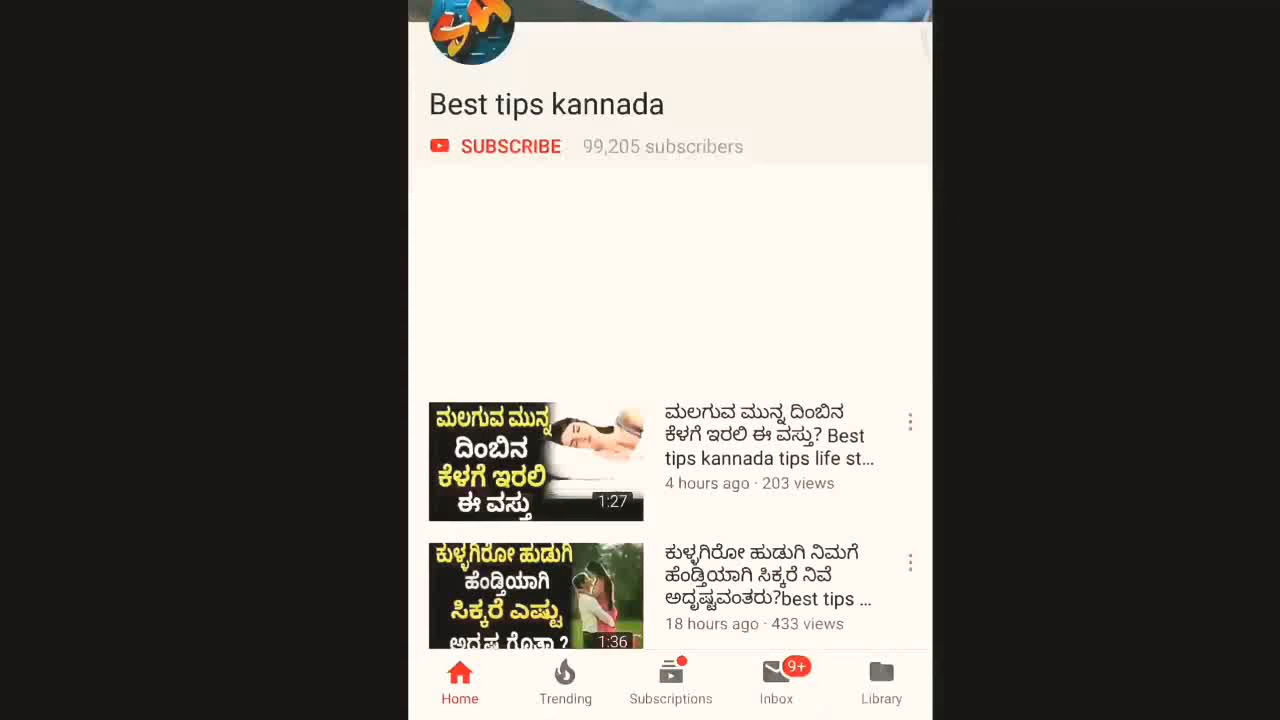 Best tips kannada
SUBSCRIBE 99,205 subscribers
ಮಲಗುವ ಮುನ್ನ
ದಿಂಬಿನ
ಕೆಳಗೆ ಇರಲಿ
ಈ ವಸ್ತು
1:27
ಮಲಗುವ ಮುನ್ನ ದಿಂಬಿನ
ಕೆಳಗೆ ಇರಲಿ ಈ ವಸ್ತು? Best
tips kannada tips life st...
4 hours ago · 203 views
ಕುಳ್ಳಗಿರೋ ಹುಡುಗಿ
ಹೆಂಡ್ತಿಯಾಗಿ
ಸಿಕ್ಕರೆ ಎಷ್ಟು
ಅದೃಷ್ಟ ಗೊತ್ತಾ?
1:36
ಕುಳ್ಳಗಿರೋ ಹುಡುಗಿ ನಿಮಗೆ
ಹೆಂಡ್ತಿಯಾಗಿ ಸಿಕ್ಕರೆ ನಿವೆ
ಅದೃಷ್ಟವಂತರು?best tips ...
18 hours ago · 433 views
9+
Home Trending Subscriptions Inbox Library